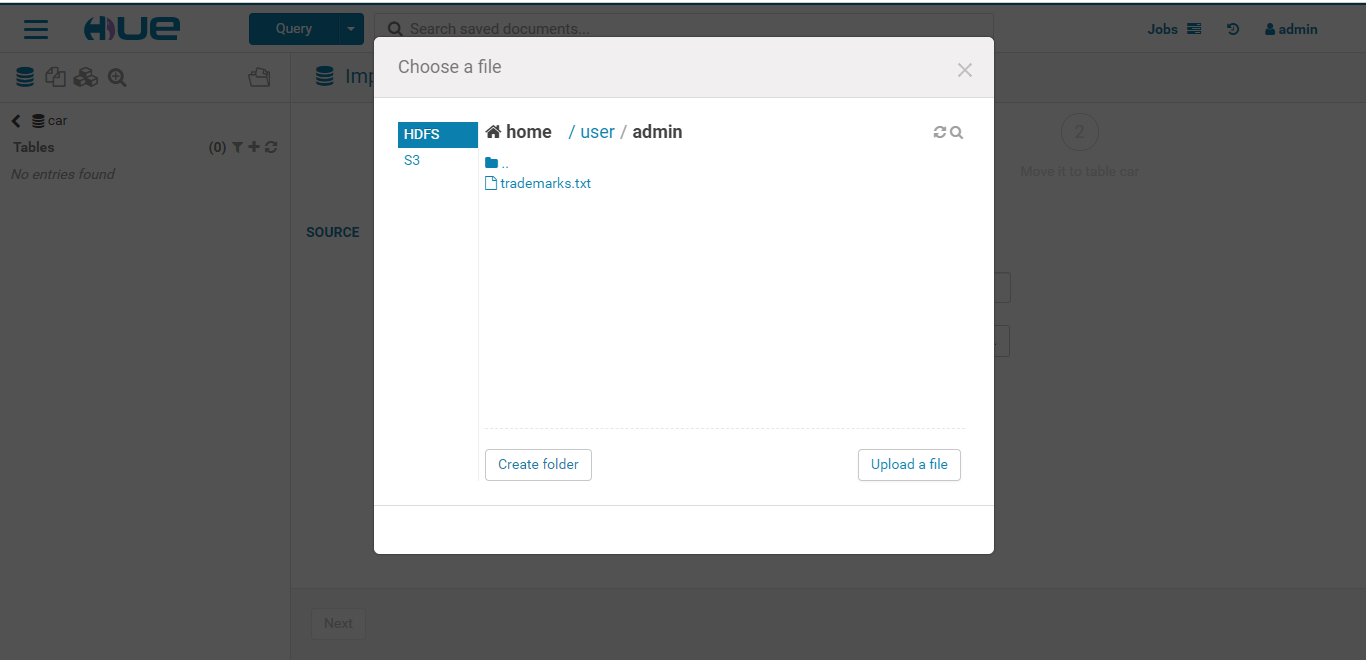 HUE
Query
Search saved documents...
Jobs
admin
Choose a file
car
Tables
(0)
No entries found
HDFS
S3
home / user / admin
..
trademarks.txt
2
Move it to table car
SOURCE
Create folder
Upload a file
Next